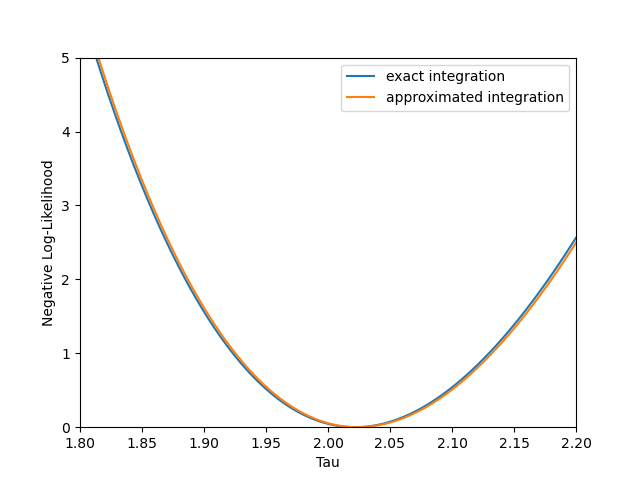 exact integration
approximated integration
Negative Log-Likelihood
5
4
3
2
1
0
1.80 1.85 1.90 1.95 2.00 2.05 2.10 2.15 2.20
Tau